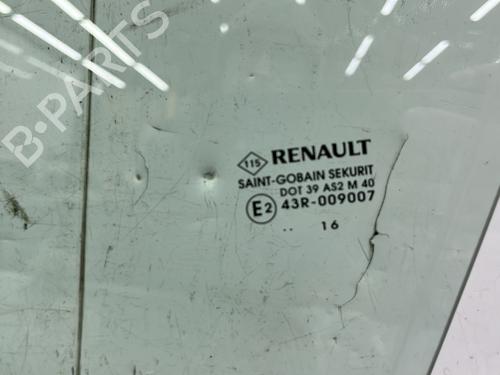 B-PARTS
115 RENAULT
SAINT-GOBAIN SEKURIT
DOT 39 AS2 M 40
E2 43R-009007
.. 16